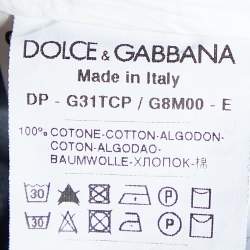 DOLCE & GABBANA
Made in Italy
DP - G31TCP / G8M00 - E
100% COTONE-COTTON-ALGODON-
COTON-ALGODAO-
BAUMWOLLE-ХЛОПОК-棉
30 P
30 P